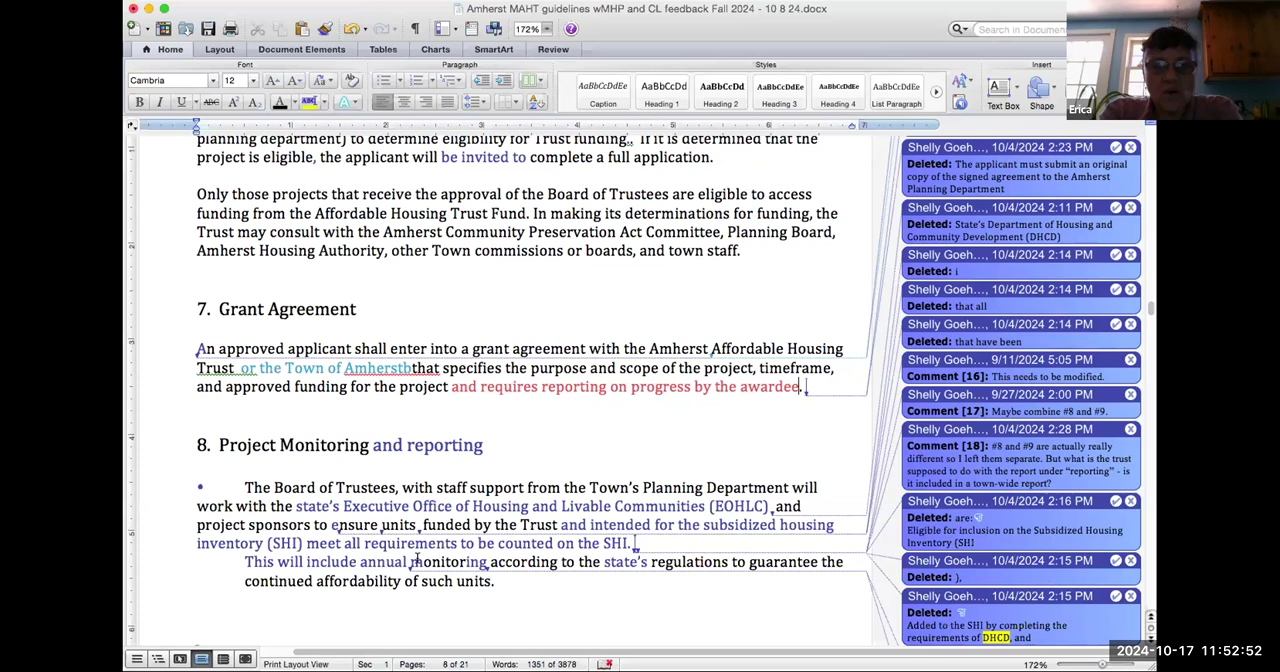 Amherst MAHT guidelines wMHP and CL feedback Fall 2024 - 10 8 24.docx
172%
Search in Documen
Home Layout Document Elements Tables Charts SmartArt Review
Font Paragraph Styles Insert
Cambria 12
AaBbCcDdEe AaBbCcDd AaBbCcDd AaBbCcDdEe AaBbCcDdEe AaBbCcDdEe
Caption Heading 1 Heading 2 Heading 3 Heading 4 List Paragraph Text Box Shape
Erica
planning department) to determine eligibility for Trust funding. If it is determined that the
project is eligible, the applicant will be invited to complete a full application.
Only those projects that receive the approval of the Board of Trustees are eligible to access
funding from the Affordable Housing Trust Fund. In making its determinations for funding, the
Trust may consult with the Amherst Community Preservation Act Committee, Planning Board,
Amherst Housing Authority, other Town commissions or boards, and town staff.
7. Grant Agreement
An approved applicant shall enter into a grant agreement with the Amherst Affordable Housing
Trust or the Town of Amherstbthat specifies the purpose and scope of the project, timeframe,
and approved funding for the project and requires reporting on progress by the awardee.
8. Project Monitoring and reporting
• The Board of Trustees, with staff support from the Town's Planning Department will
work with the state's Executive Office of Housing and Livable Communities (EOHLC) and
project sponsors to ensure units funded by the Trust and intended for the subsidized housing
inventory (SHI) meet all requirements to be counted on the SHI.
This will include annual monitoring according to the state's regulations to guarantee the
continued affordability of such units.
Shelly Goeh..., 10/4/2024 2:23 PM
Deleted: The applicant must submit an original
copy of the signed agreement to the Amherst
Planning Department
Shelly Goeh..., 10/4/2024 2:11 PM
Deleted: State's Department of Housing and
Community Development (DHCD)
Shelly Goeh..., 10/4/2024 2:14 PM
Deleted: i
Shelly Goeh..., 10/4/2024 2:14 PM
Deleted: that all
Shelly Goeh..., 10/4/2024 2:14 PM
Deleted: that have been
Shelly Goeh..., 9/11/2024 5:05 PM
Comment [16]: This needs to be modified.
Shelly Goeh..., 9/27/2024 2:00 PM
Comment [17]: Maybe combine #8 and #9.
Shelly Goeh..., 10/4/2024 2:28 PM
Comment [18]: #8 and #9 are actually really
different so I left them separate. But what is the trust
supposed to do with the report under "reporting" - is
it included in a town-wide report?
Shelly Goeh..., 10/4/2024 2:16 PM
Deleted: are:
Eligible for inclusion on the Subsidized Housing
Inventory (SHI
Shelly Goeh..., 10/4/2024 2:15 PM
Deleted: ),
Shelly Goeh..., 10/4/2024 2:15 PM
Deleted:
Added to the SHI by completing the
requirements of DHCD, and
Print Layout View Sec 1 Pages: 8 of 21 Words: 1351 of 3878 172%
2024-10-17 11:52:52